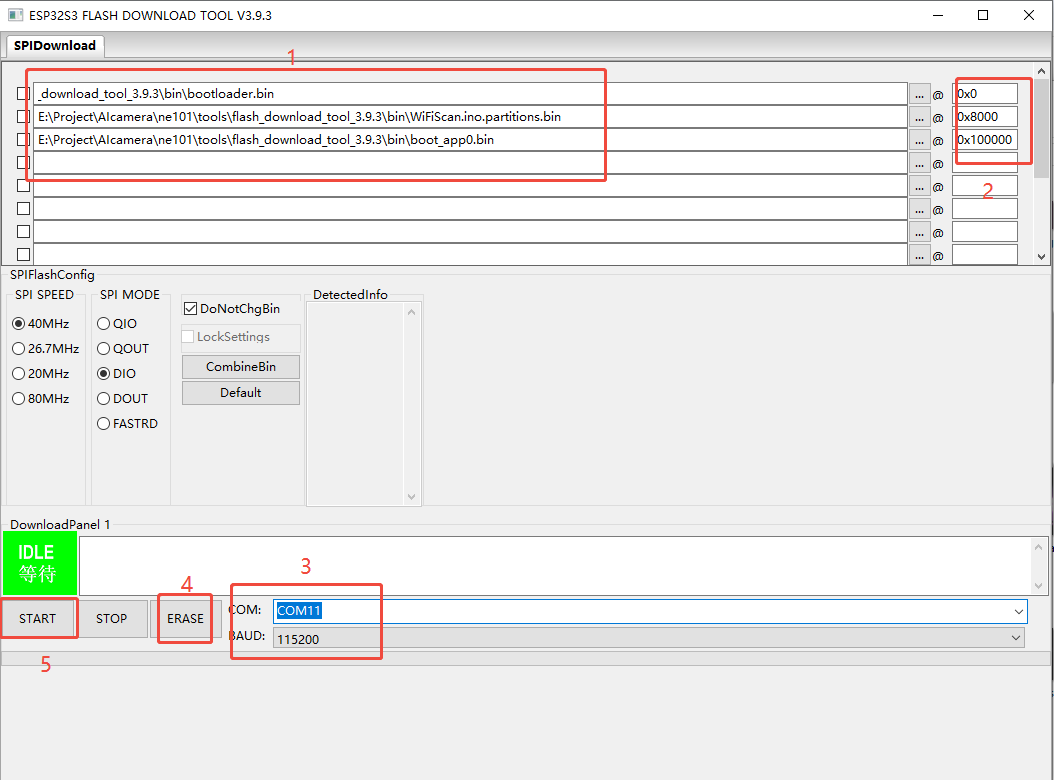 ESP32S3 FLASH DOWNLOAD TOOL V3.9.3
SPIDownload
1
_download_tool_3.9.3\bin\bootloader.bin ... @ 0x0
E:\Project\AIcamera\ne101\tools\flash_download_tool_3.9.3\bin\WiFiScan.ino.partitions.bin ... @ 0x8000
E:\Project\AIcamera\ne101\tools\flash_download_tool_3.9.3\bin\boot_app0.bin ... @ 0x100000
... @
... @
2
... @
... @
... @
SPIFlashConfig
SPI SPEED
40MHz
26.7MHz
20MHz
80MHz
SPI MODE
QIO
QOUT
DIO
DOUT
FASTRD
DoNotChgBin
LockSettings
CombineBin
Default
DetectedInfo
DownloadPanel 1
IDLE
等待
3
4
START STOP ERASE
COM: COM11
BAUD: 115200
5